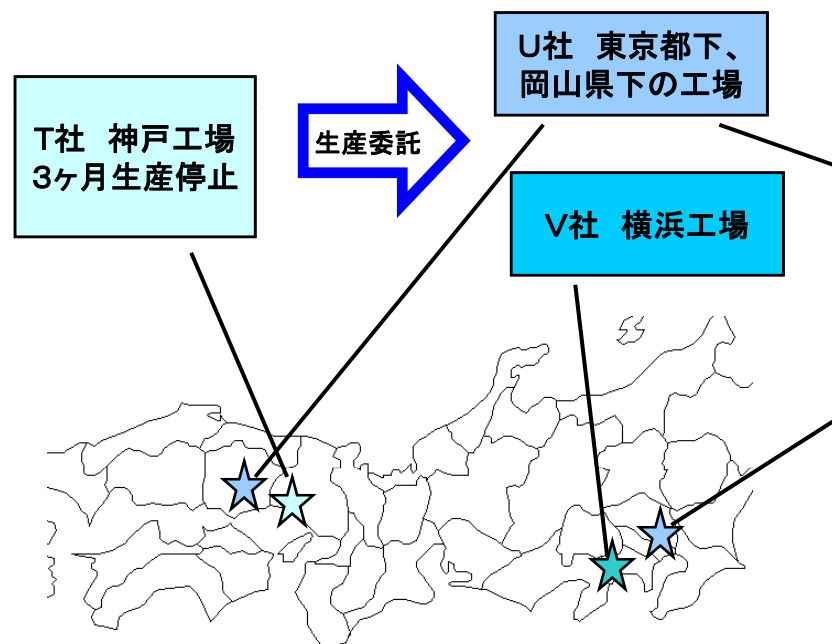 T社　神戸工場
3ヶ月生産停止
生産委託
U社　東京都下、
岡山県下の工場
V社　横浜工場